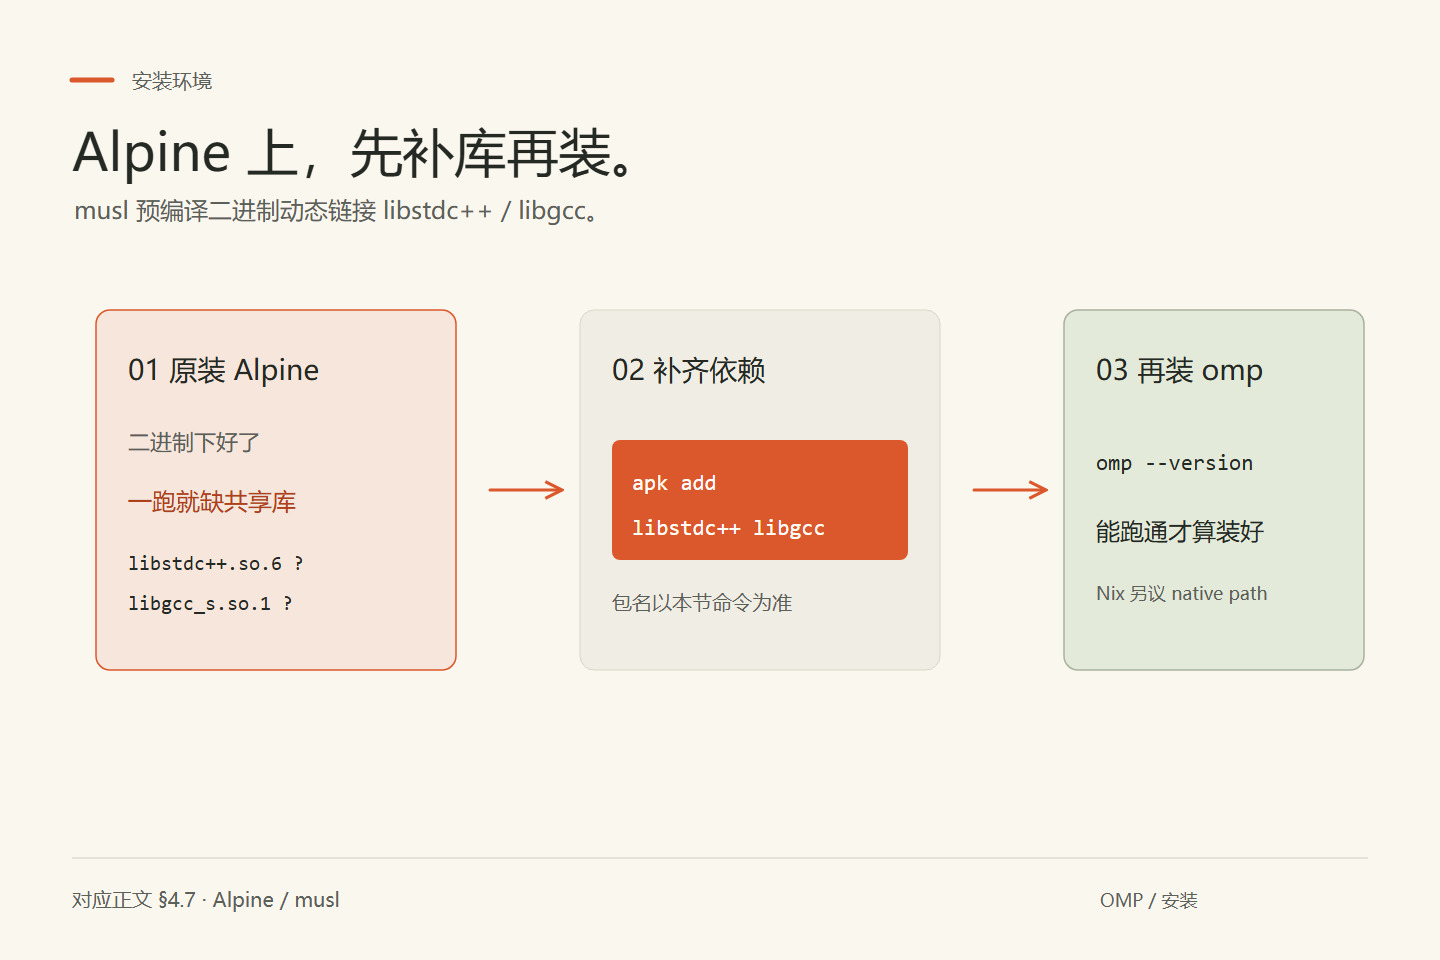 安装环境
Alpine 上，先补库再装。
musl 预编译二进制动态链接 libstdc++ / libgcc。
01 原装 Alpine
二进制下好了
一跑就缺共享库
libstdc++.so.6 ?
libgcc_s.so.1 ?
02 补齐依赖
apk add
libstdc++ libgcc
包名以本节命令为准
03 再装 omp
omp --version
能跑通才算装好
Nix 另议 native path
对应正文 §4.7 · Alpine / musl
OMP / 安装